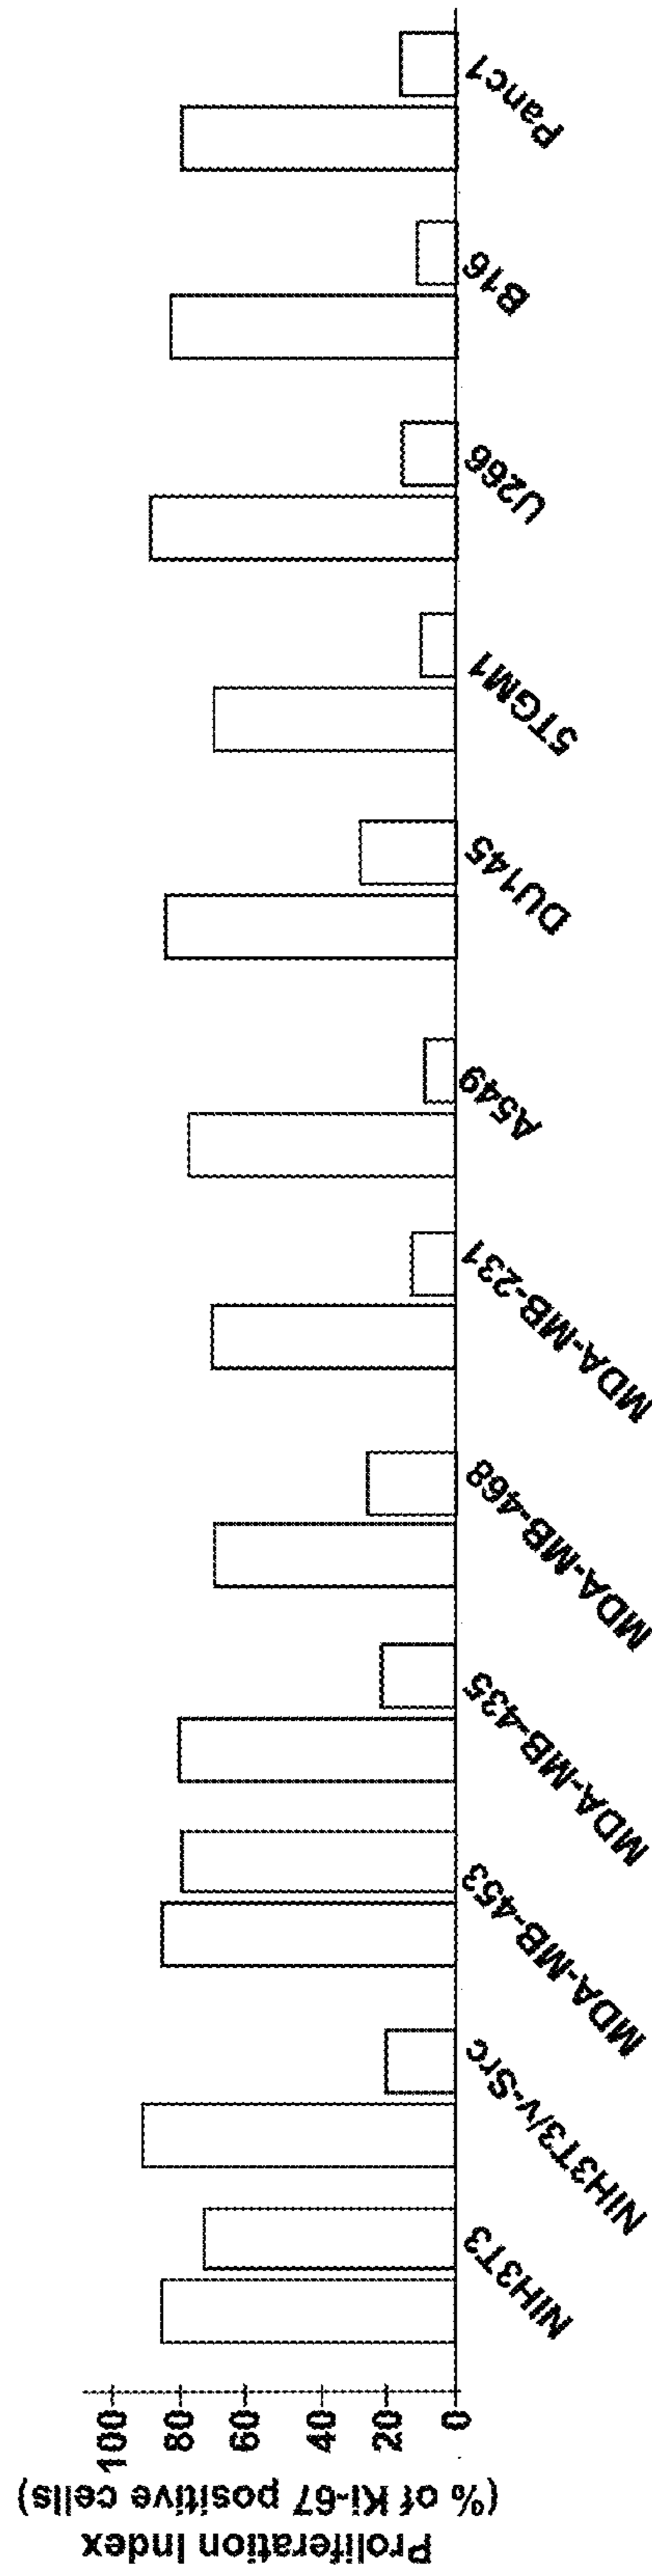 Proliferation Index
(% of Ki-67 positive cells)
100
80
60
40
20
0
NIH3T3
NIH3T3/v-Src
MDA-MB-453
MDA-MB-435
MDA-MB-468
MDA-MB-231
A549
DU145
5TGM1
U266
B16
Panc1